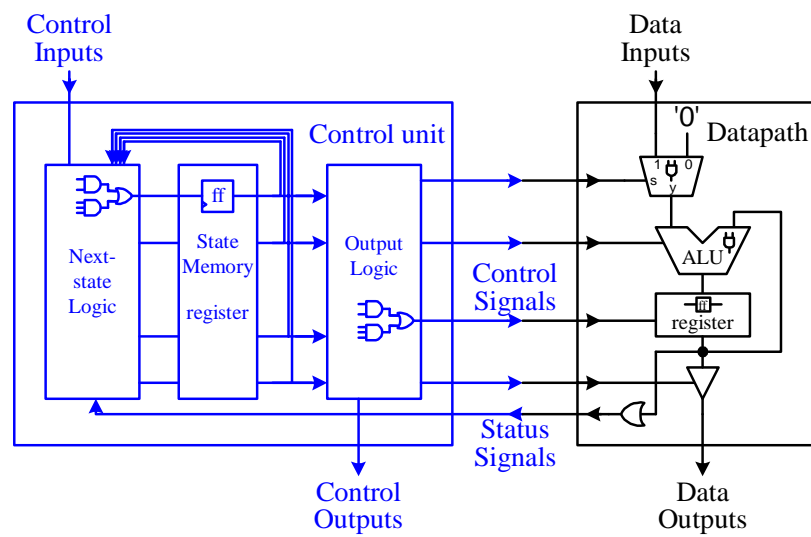 Control
Inputs
Data
Inputs
Control unit
'0'
Datapath
1 0
s
y
ff
Next-
state
Logic
State
Memory
register
Output
Logic
ALU
Control
Signals
ff
register
Status
Signals
Control
Outputs
Data
Outputs